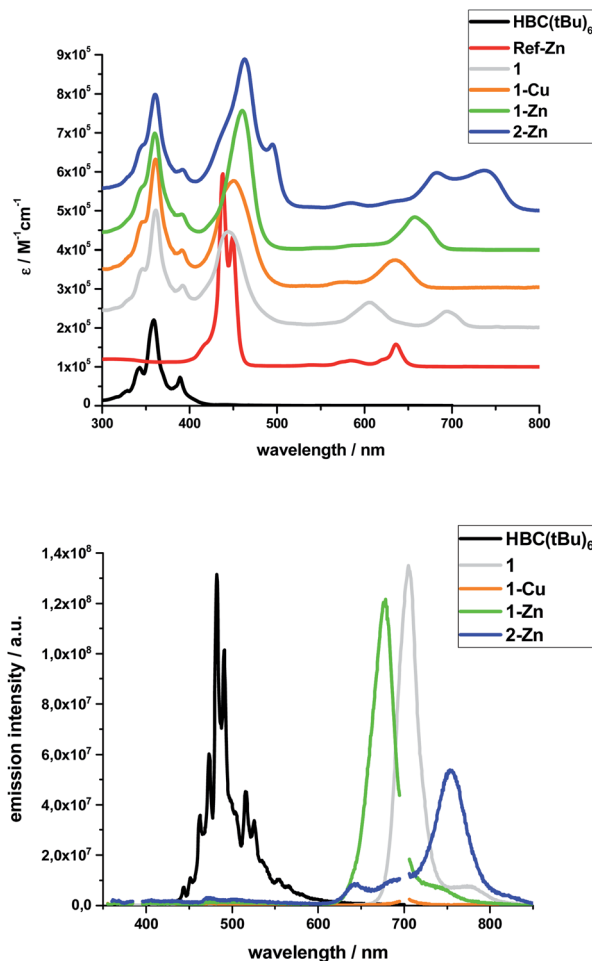 HBC(tBu)₆
Ref-Zn
1
1-Cu
1-Zn
2-Zn
9x10⁵
8x10⁵
7x10⁵
6x10⁵
5x10⁵
4x10⁵
3x10⁵
2x10⁵
1x10⁵
0
ε / M⁻¹cm⁻¹
300 400 500 600 700 800
wavelength / nm
HBC(tBu)₆
1
1-Cu
1-Zn
2-Zn
1,4x10⁸
1,2x10⁸
1,0x10⁸
8,0x10⁷
6,0x10⁷
4,0x10⁷
2,0x10⁷
0,0
emission intensity / a.u.
400 500 600 700 800
wavelength / nm